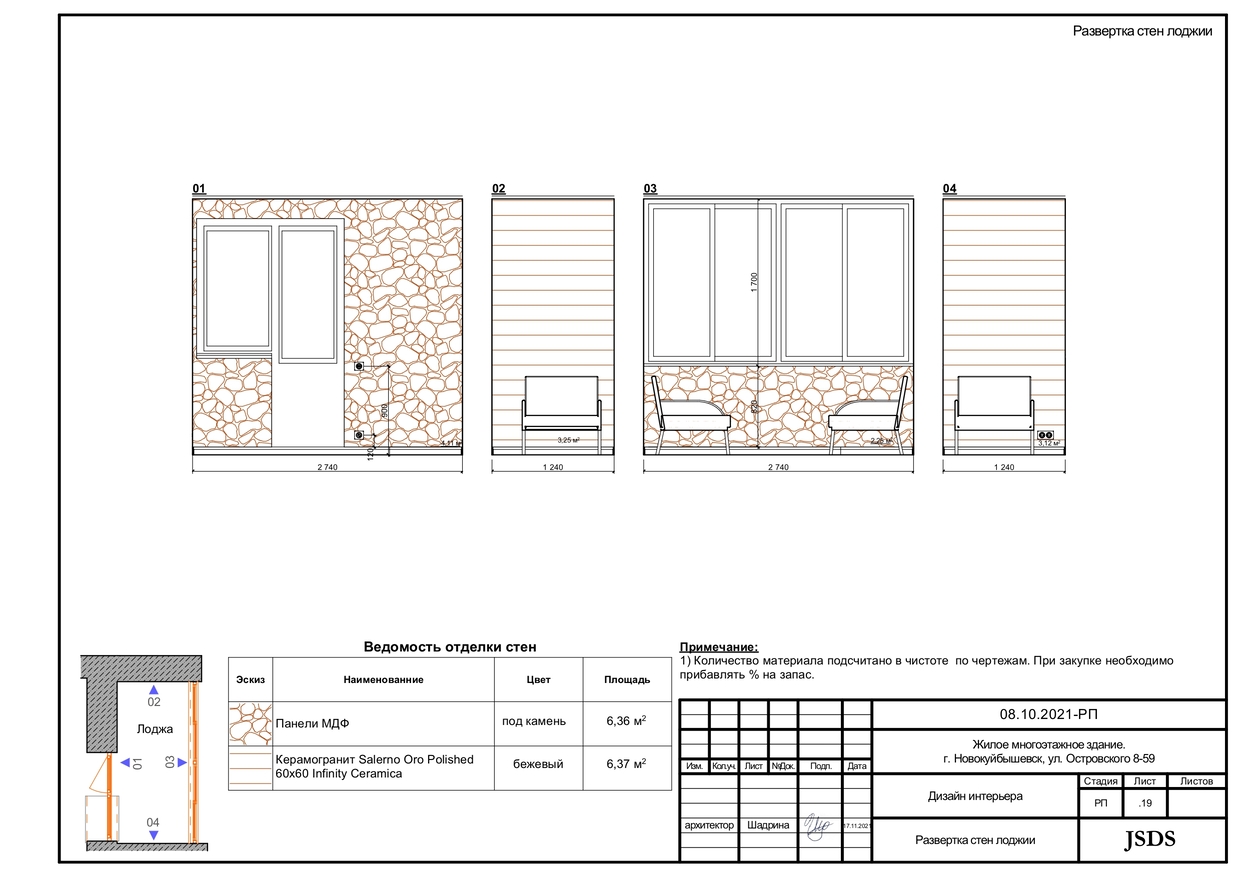 Развертка стен лоджии
01
02
03
04
1 700
900
820
120
4,11 м
3,25 м²
2,25 м²
3,12 м²
2 740
1 240
2 740
1 240
Ведомость отделки стен
Эскиз
Наименованние
Цвет
Площадь
Панели МДФ
под камень
6,36 м²
Керамогранит Salerno Oro Polished
60x60 Infinity Ceramica
бежевый
6,37 м²
02
Лоджа
01
03
04
Примечание:
1) Количество материала подсчитано в чистоте по чертежам. При закупке необходимо
прибавлять % на запас.
08.10.2021-РП
Жилое многоэтажное здание.
г. Новокуйбышевск, ул. Островского 8-59
Изм.
Кол.уч.
Лист
№Док.
Подп.
Дата
Дизайн интерьера
Стадия
Лист
Листов
РП
.19
архитектор
Шадрина
17.11.2021
Развертка стен лоджии
JSDS